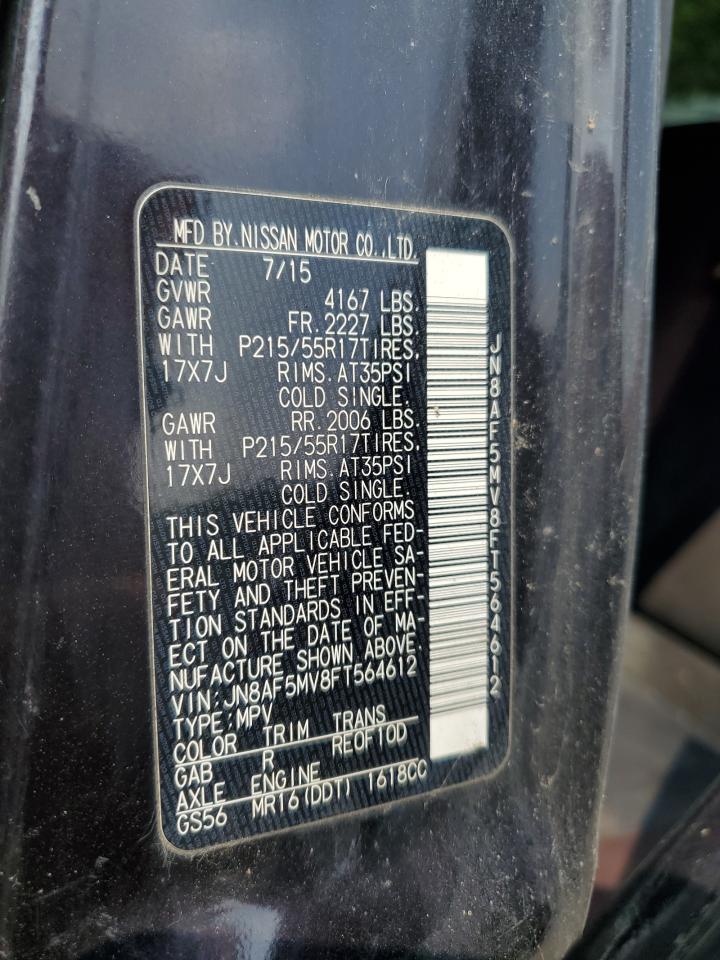 MFD BY.NISSAN MOTOR CO.,LTD.
DATE 7/15
GVWR 4167 LBS.
GAWR FR.2227 LBS.
WITH P215/55R17TIRES.
17X7J RIMS.AT35PSI
COLD SINGLE.
GAWR RR.2006 LBS.
WITH P215/55R17TIRES.
17X7J RIMS.AT35PSI
COLD SINGLE.
THIS VEHICLE CONFORMS
TO ALL APPLICABLE FED-
ERAL MOTOR VEHICLE SA-
FETY AND THEFT PREVEN-
TION STANDARDS IN EFF-
ECT ON THE DATE OF MA-
NUFACTURE SHOWN ABOVE.
VIN:JN8AF5MV8FT564612
TYPE:MPV
COLOR TRIM TRANS
GAB R RE0F10D
AXLE ENGINE
GS56 MR16(DDT) 1618CC
JN8AF5MV8FT564612